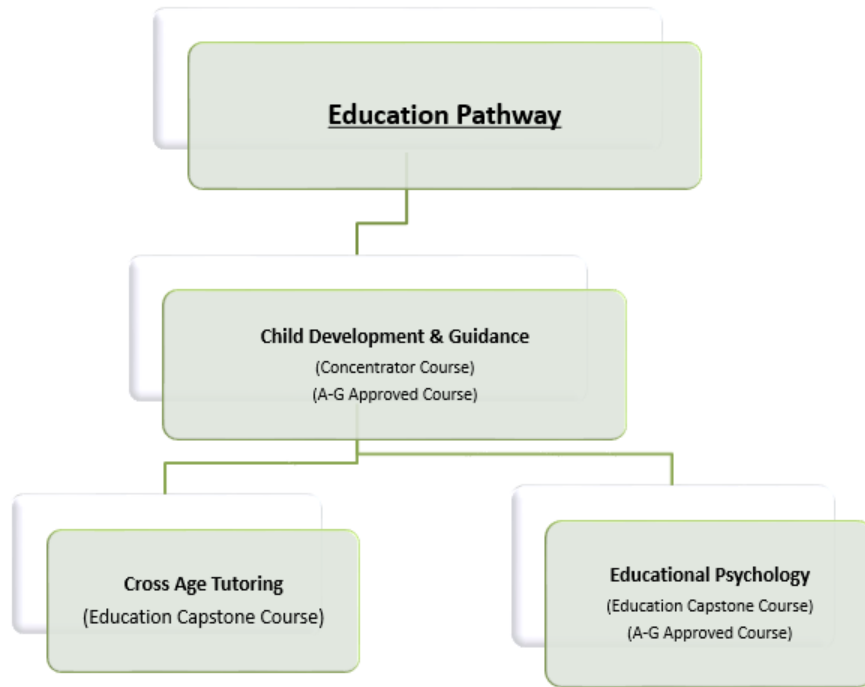 Education Pathway
Child Development & Guidance
(Concentrator Course)
(A-G Approved Course)
Cross Age Tutoring
(Education Capstone Course)
Educational Psychology
(Education Capstone Course)
(A-G Approved Course)